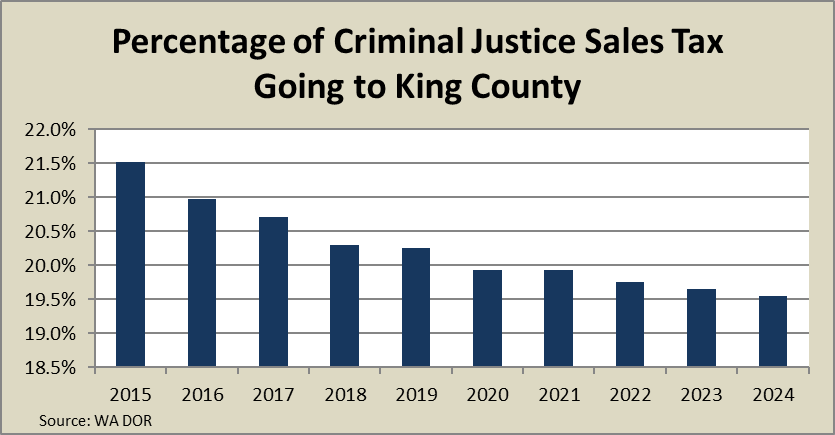 Percentage of Criminal Justice Sales Tax
Going to King County
22.0%
21.5%
21.0%
20.5%
20.0%
19.5%
19.0%
18.5%
2015 2016 2017 2018 2019 2020 2021 2022 2023 2024
Source: WA DOR